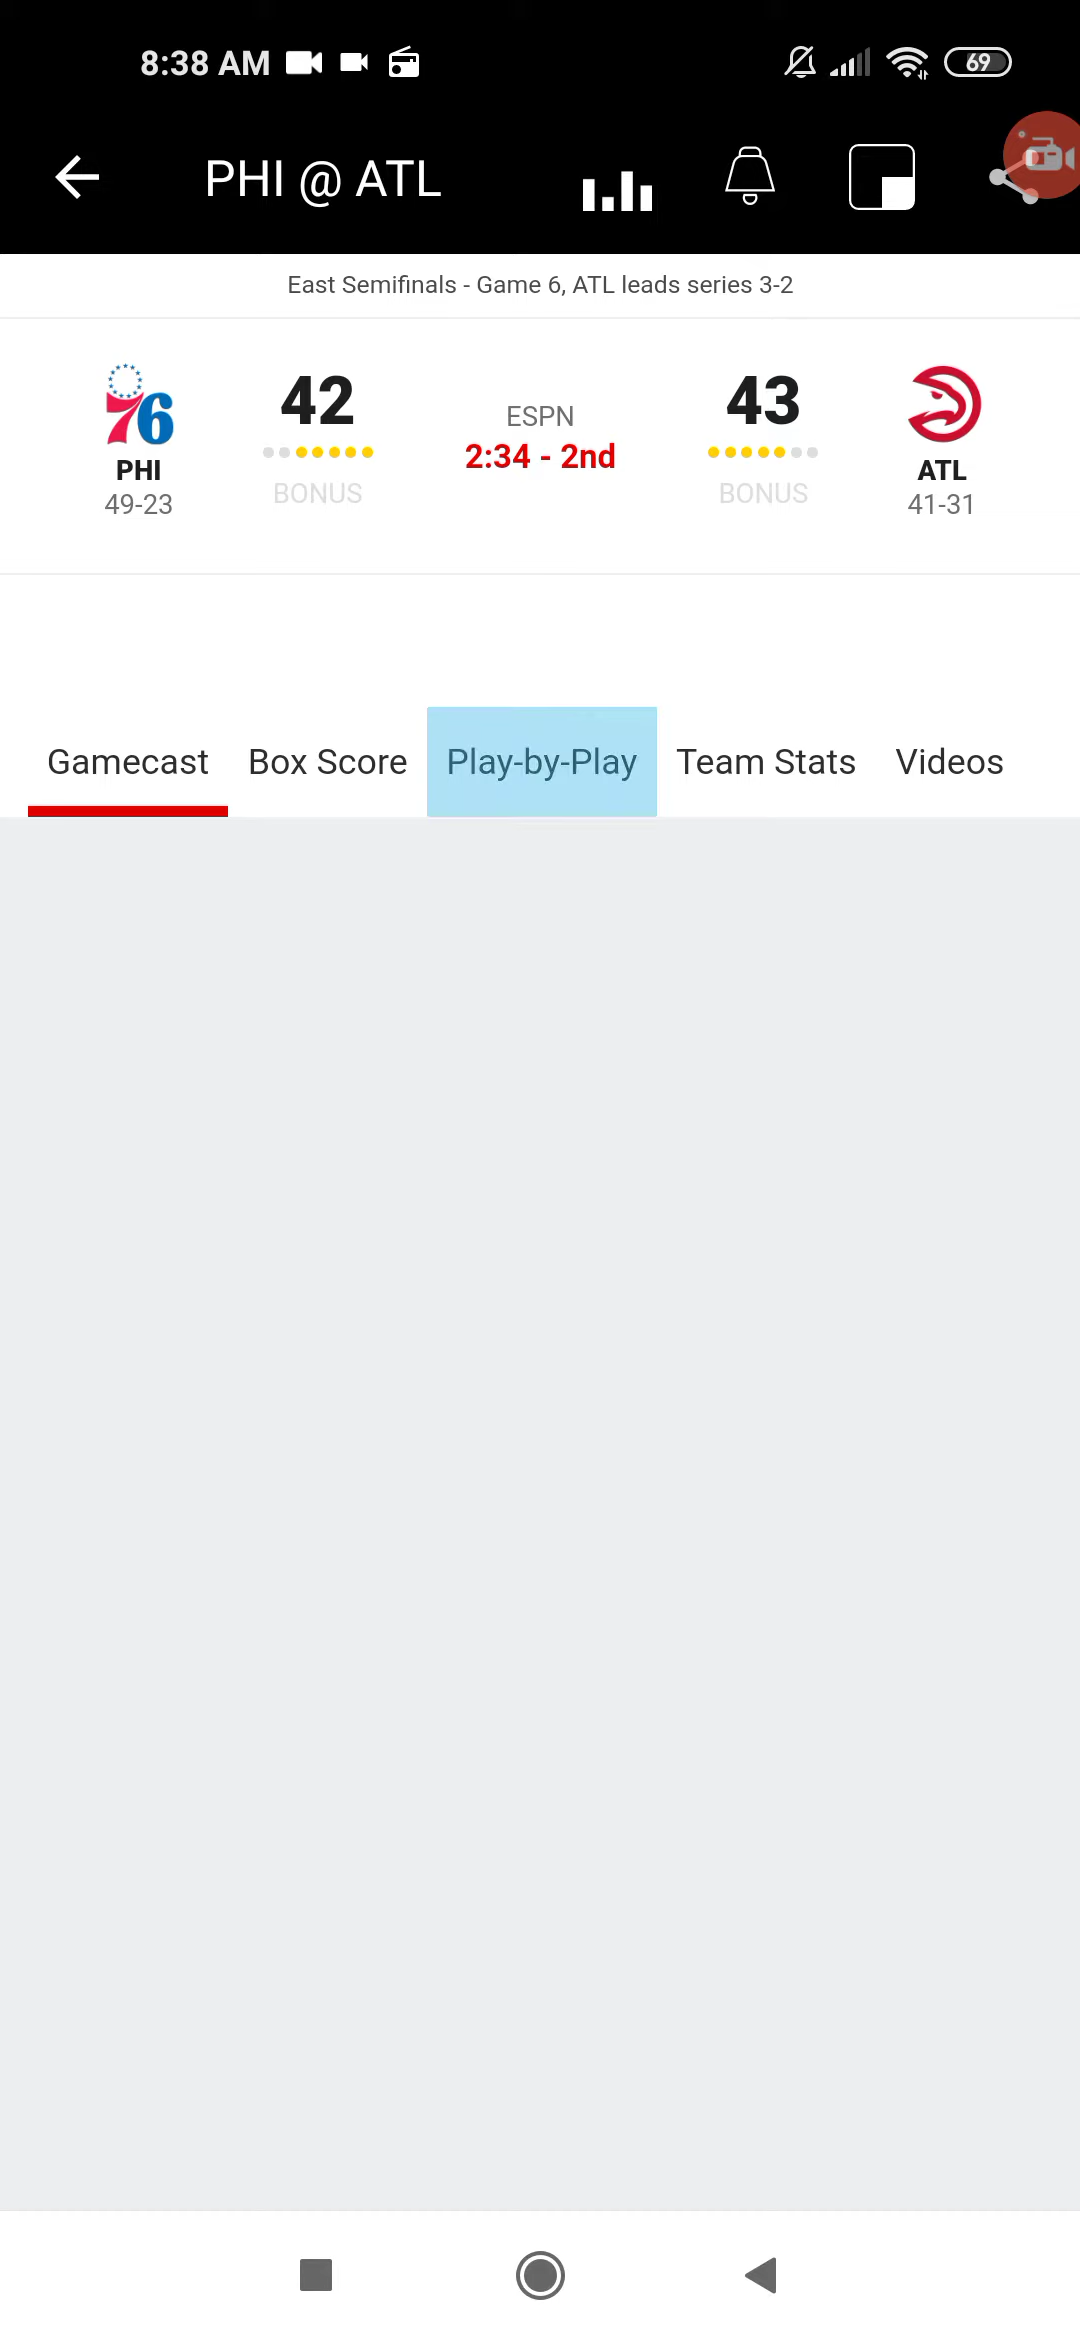 8:38 AM
69
PHI @ ATL
East Semifinals - Game 6, ATL leads series 3-2
76
42
ESPN
43
2:34 - 2nd
PHI
ATL
49-23
BONUS
BONUS
41-31
Gamecast
Box Score
Play-by-Play
Team Stats
Videos